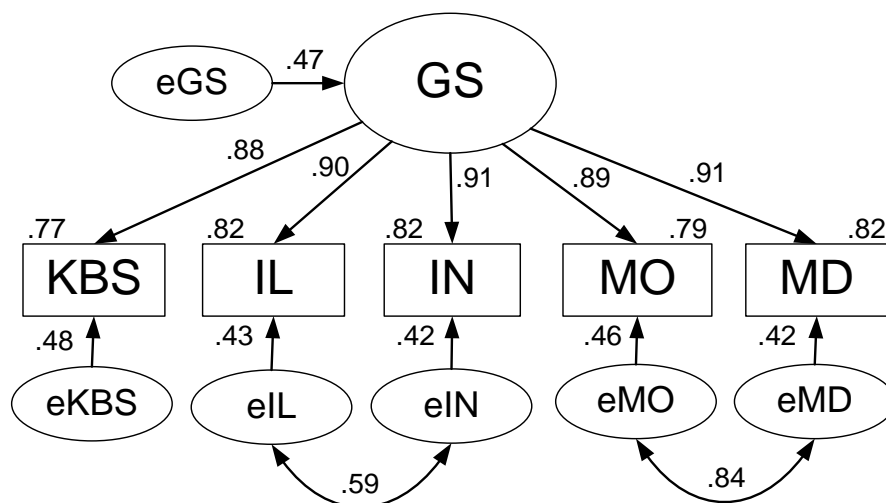 .47
eGS
GS
.88
.90
.91
.89
.91
.77
.82
.82
.79
.82
KBS
IL
IN
MO
MD
.48
.43
.42
.46
.42
eKBS
eIL
eIN
eMO
eMD
.59
.84